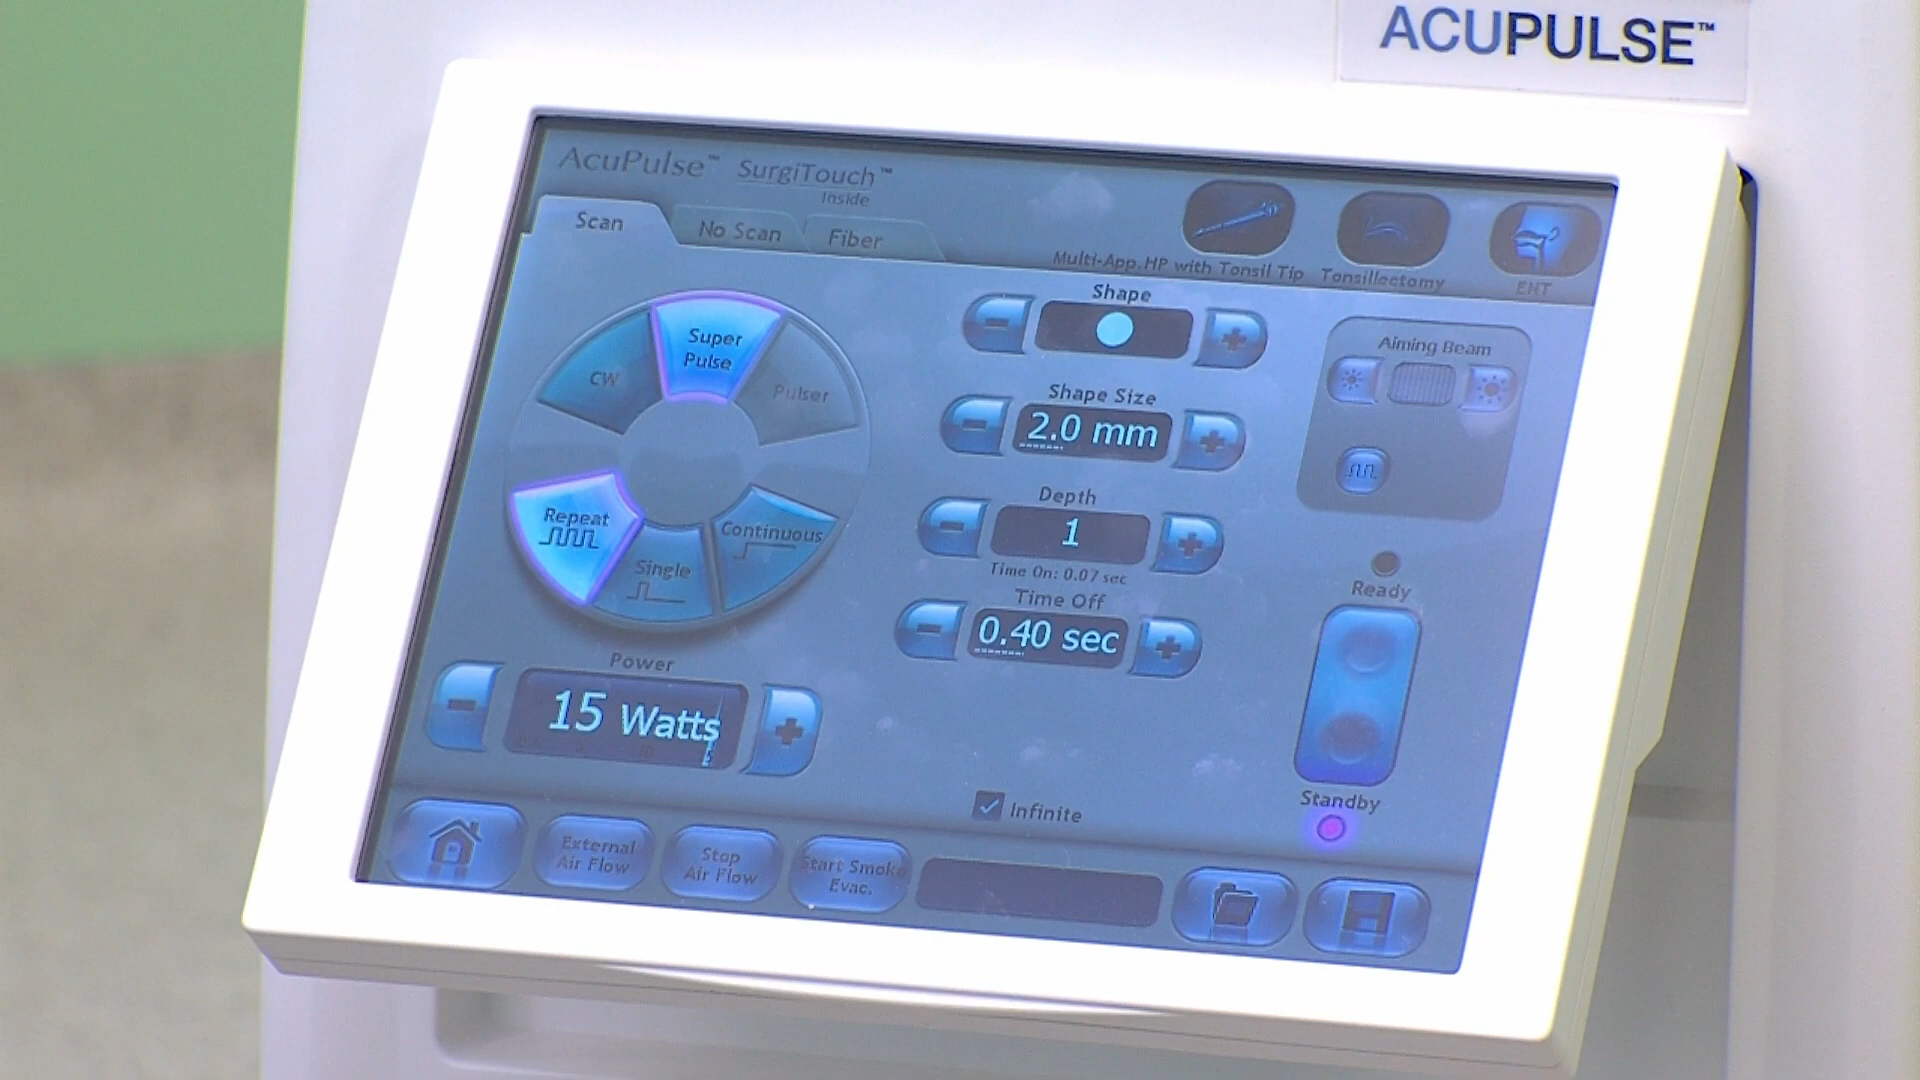 ACUPULSE™
AcuPulse™ SurgiTouch™
Inside
Scan
No Scan
Fiber
Multi-App.HP with Tonsil Tip
Tonsillectomy
ENT
Super
Pulse
CW
Pulser
Repeat
Single
Continuous
Shape
Shape Size
2.0 mm
Depth
1
Time On: 0.07 sec
Time Off
0.40 sec
Aiming Beam
Ready
Standby
Power
15 Watts
Infinite
External
Air Flow
Stop
Air Flow
Start Smoke
Evac.